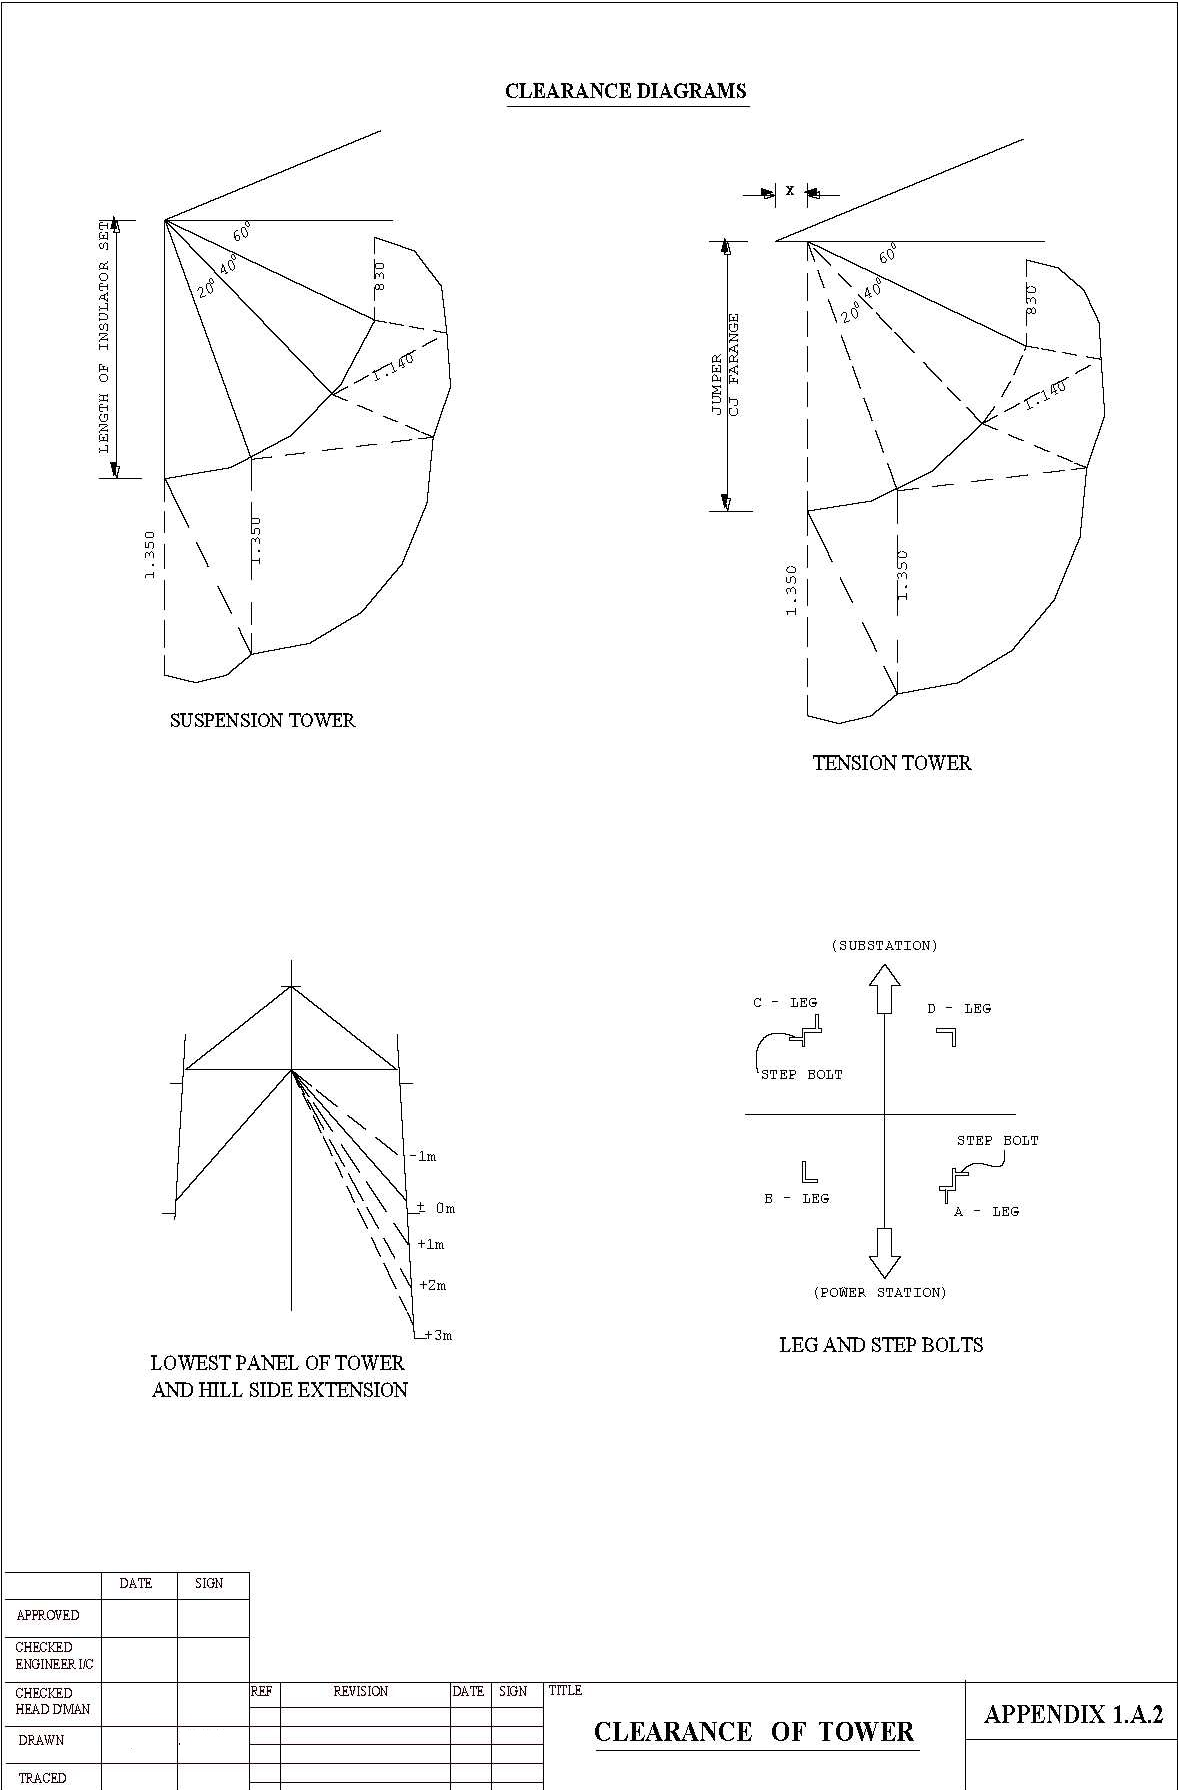 CLEARANCE DIAGRAMS
LENGTH OF INSULATOR SET
60°
40°
20°
830
1.140
1.350
1.350
SUSPENSION TOWER
X
JUMPER
CJ FARANGE
60°
40°
20°
830
1.140
1.350
1.350
TENSION TOWER
-1m
± 0m
+1m
+2m
+3m
LOWEST PANEL OF TOWER
AND HILL SIDE EXTENSION
(SUBSTATION)
C - LEG
D - LEG
STEP BOLT
STEP BOLT
B - LEG
A - LEG
(POWER STATION)
LEG AND STEP BOLTS
DATE SIGN
APPROVED
CHECKED
ENGINEER I/C
CHECKED
HEAD D'MAN
DRAWN
TRACED
REF REVISION DATE SIGN TITLE
CLEARANCE OF TOWER
APPENDIX 1.A.2